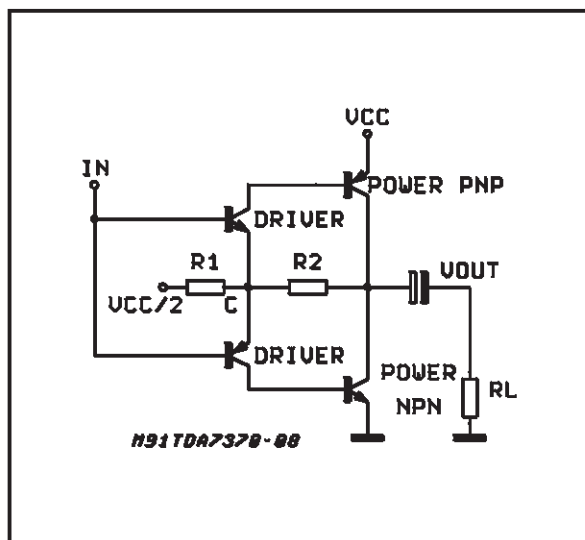 VCC
IN
POWER PNP
DRIVER
R1
R2
VOUT
VCC/2
C
DRIVER
POWER
NPN
RL
M91TDA7370-08